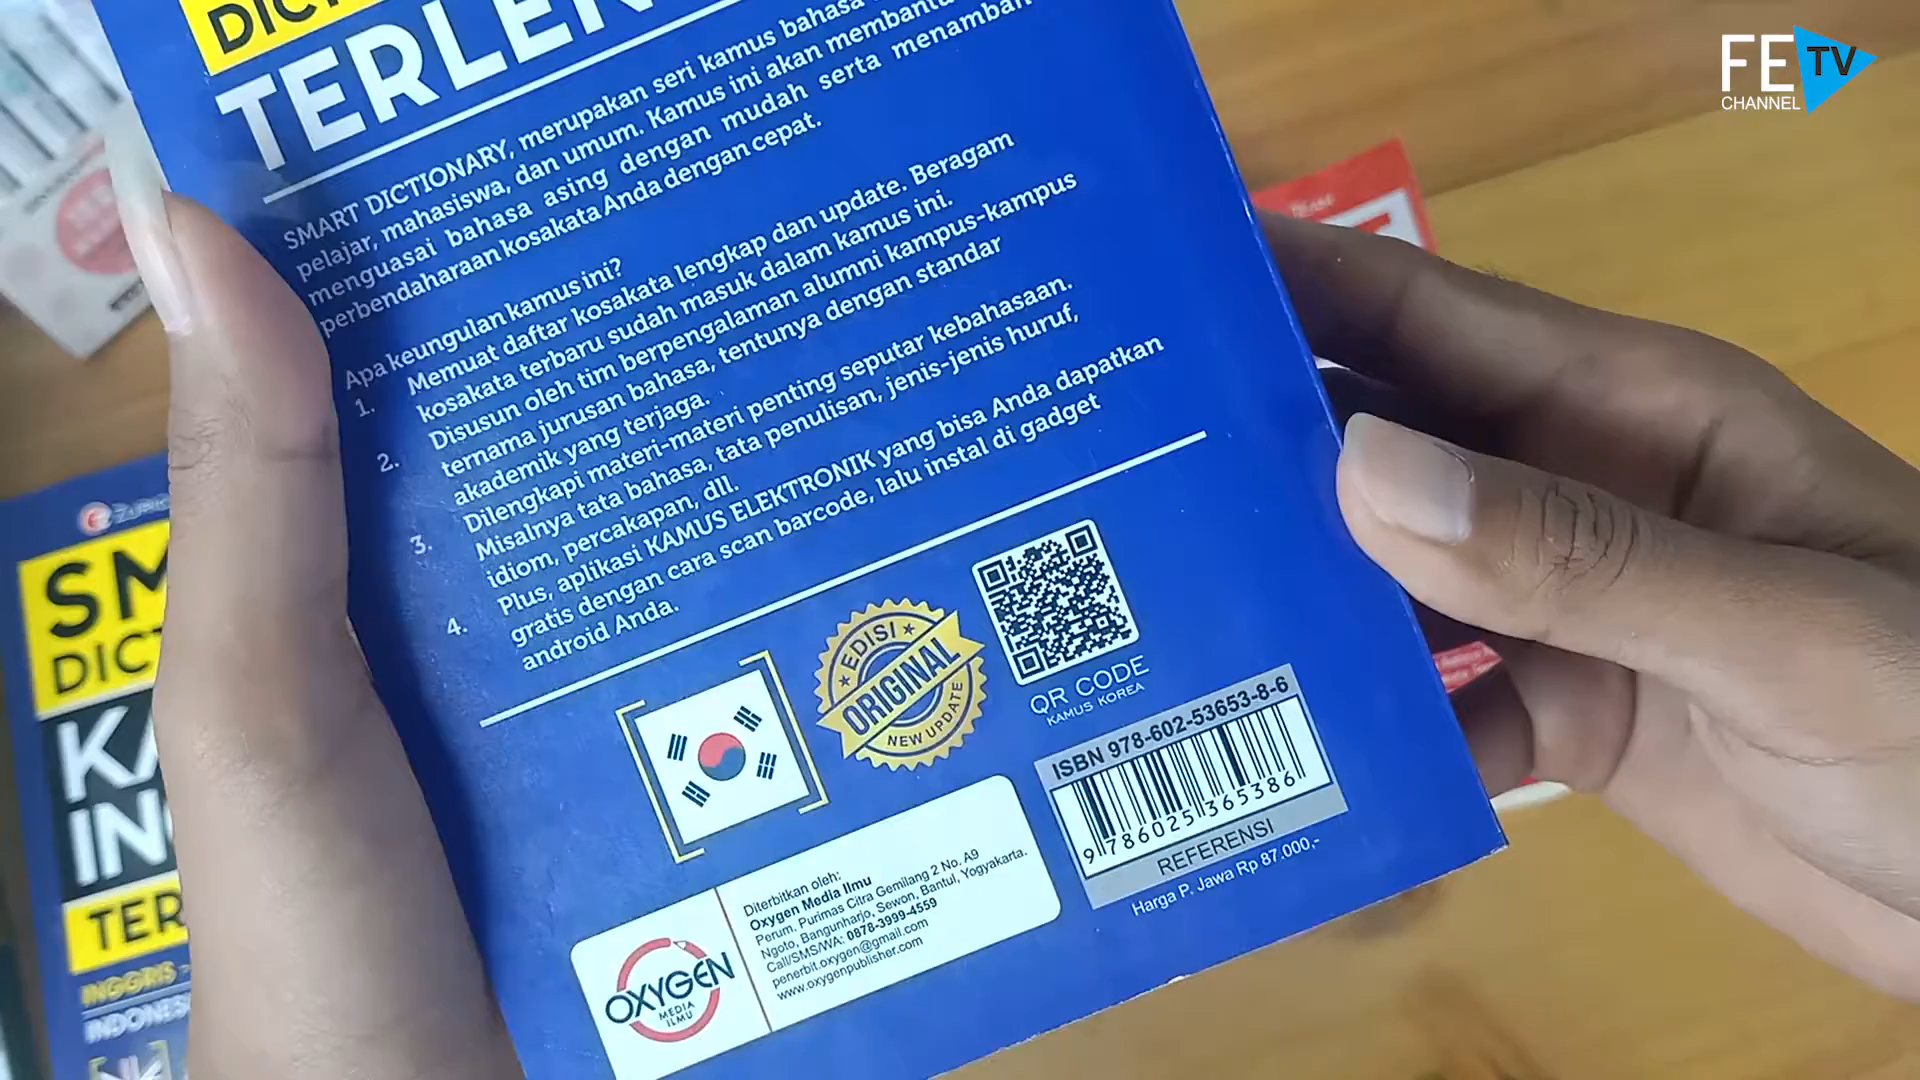 FE TV
CHANNEL
TERLEN
SMART DICTIONARY, merupakan seri kamus bahasa
pelajar, mahasiswa, dan umum. Kamus ini akan membantu
menguasai bahasa asing dengan mudah serta menambah
perbendaharaan kosakata Anda dengan cepat.
Apa keungulan kamus ini?
1. Memuat daftar kosakata lengkap dan update. Beragam
kosakata terbaru sudah masuk dalam kamus ini.
2. Disusun oleh tim berpengalaman alumni kampus-kampus
ternama jurusan bahasa, tentunya dengan standar
akademik yang terjaga.
3. Dilengkapi materi-materi penting seputar kebahasaan.
Misalnya tata bahasa, tata penulisan, jenis-jenis huruf,
idiom, percakapan, dll.
4. Plus, aplikasi KAMUS ELEKTRONIK yang bisa Anda dapatkan
gratis dengan cara scan barcode, lalu instal di gadget
android Anda.
EDISI
ORIGINAL
NEW UPDATE
QR CODE
KAMUS KOREA
ISBN 978-602-53653-8-6
9 786025 365386
REFERENSI
Harga P. Jawa Rp 87.000,-
OXYGEN
MEDIA
ILMU
Diterbitkan oleh:
Oxygen Media Ilmu
Perum. Purimas Citra Gemilang 2 No. A9
Ngoto, Bangunharjo, Sewon, Bantul, Yogyakarta.
Call/SMS/WA: 0878-3999-4559
penerbit.oxygen@gmail.com
www.oxygenpublisher.com
SM
DIC
KA
IN
TER
INGGRIS -
INDONES